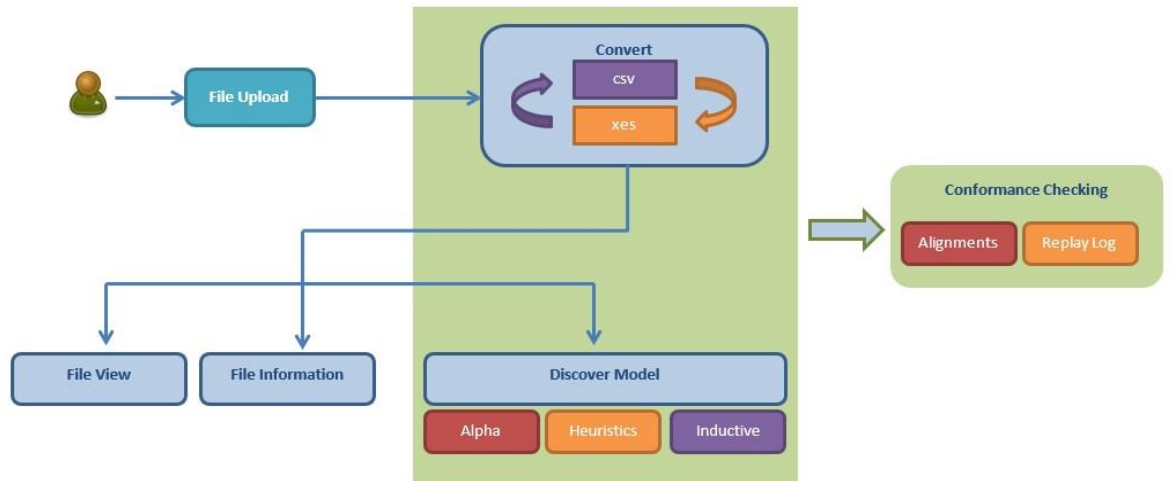 Convert
csv
File Upload
xes
Conformance Checking
Alignments
Replay Log
File View
File Information
Discover Model
Alpha
Heuristics
Inductive